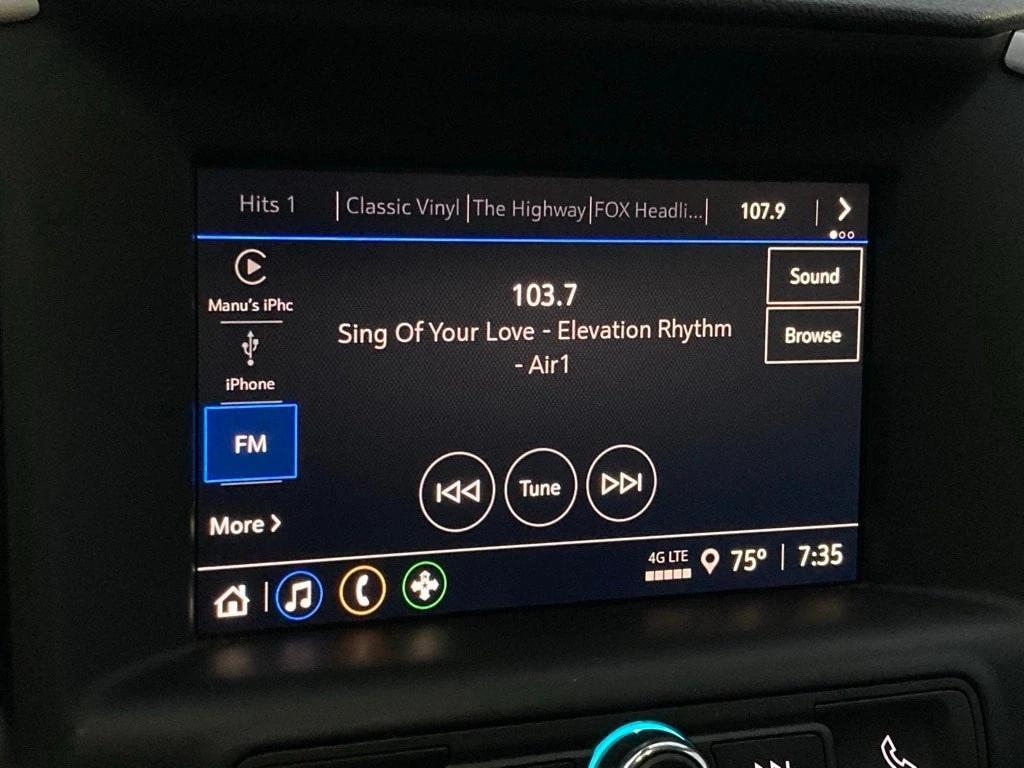 Hits 1 Classic Vinyl The Highway FOX Headli... 107.9
Manu's iPhc
iPhone
FM
More
103.7
Sing Of Your Love - Elevation Rhythm
- Air1
Tune
Sound
Browse
4G LTE 75° 7:35